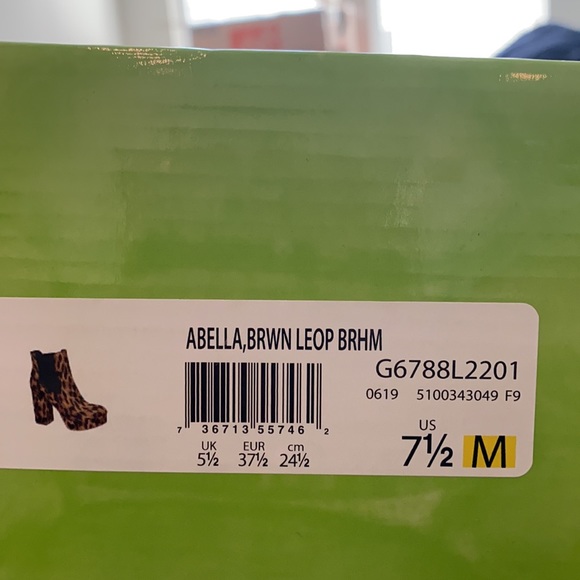 ABELLA,BRWN LEOP BRHM
G6788L2201
0619 5100343049 F9
7 36713 55746 2
UK EUR cm
5½ 37½ 24½
US
7½ M